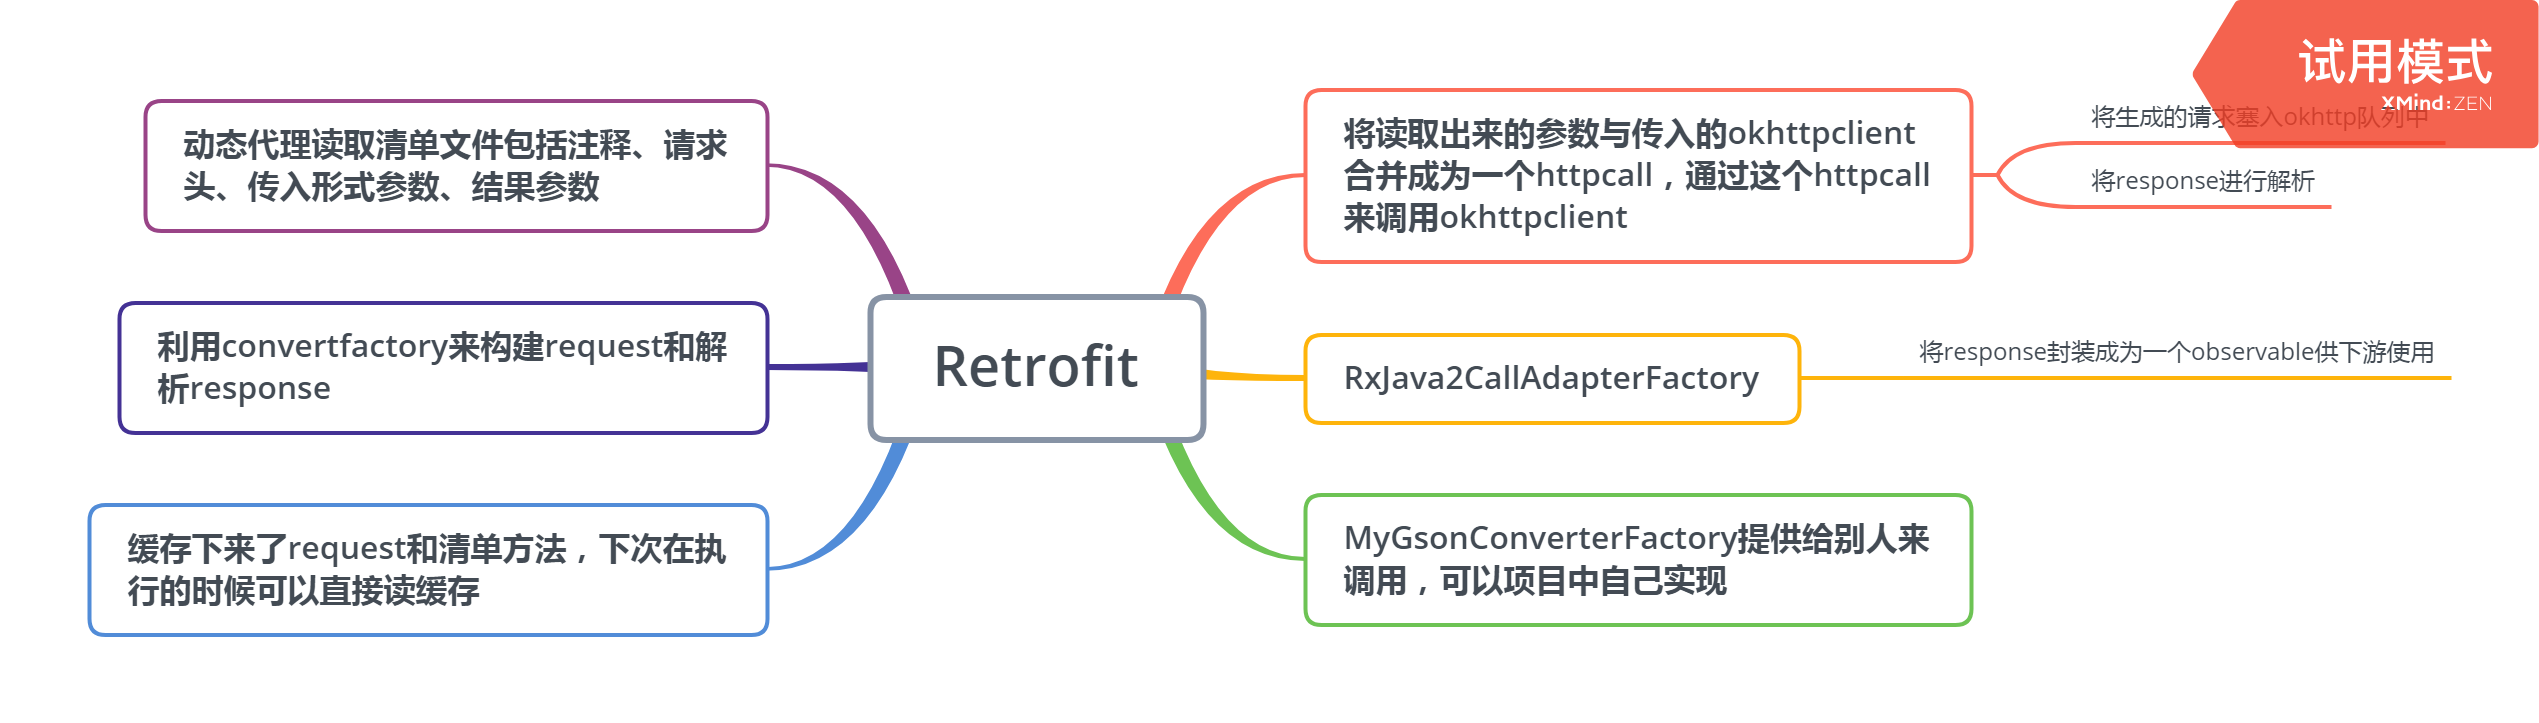 试用模式
XMind:ZEN
动态代理读取清单文件包括注释、请求
头、传入形式参数、结果参数
利用convertfactory来构建request和解
析response
缓存下来了request和清单方法，下次在执
行的时候可以直接读缓存
Retrofit
将读取出来的参数与传入的okhttpclient
合并成为一个httpcall，通过这个httpcall
来调用okhttpclient
将生成的请求塞入okhttp队列中
将response进行解析
RxJava2CallAdapterFactory
将response封装成为一个observable供下游使用
MyGsonConverterFactory提供给别人来
调用，可以项目中自己实现